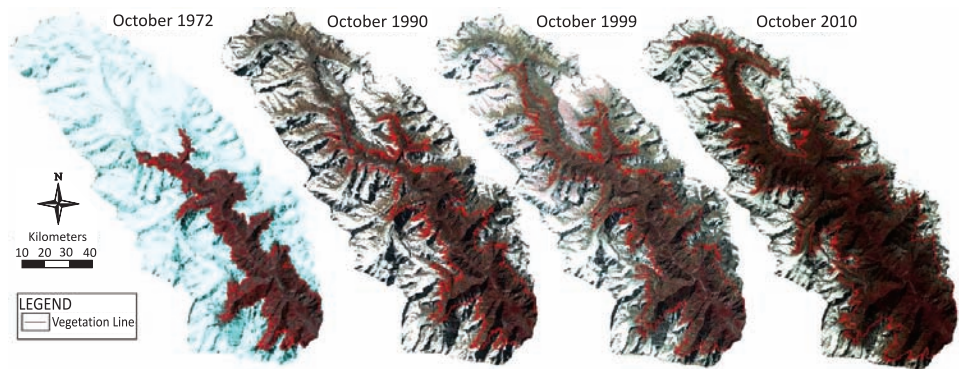 October 1972
October 1990
October 1999
October 2010
N
Kilometers
10 20 30 40
LEGEND
Vegetation Line